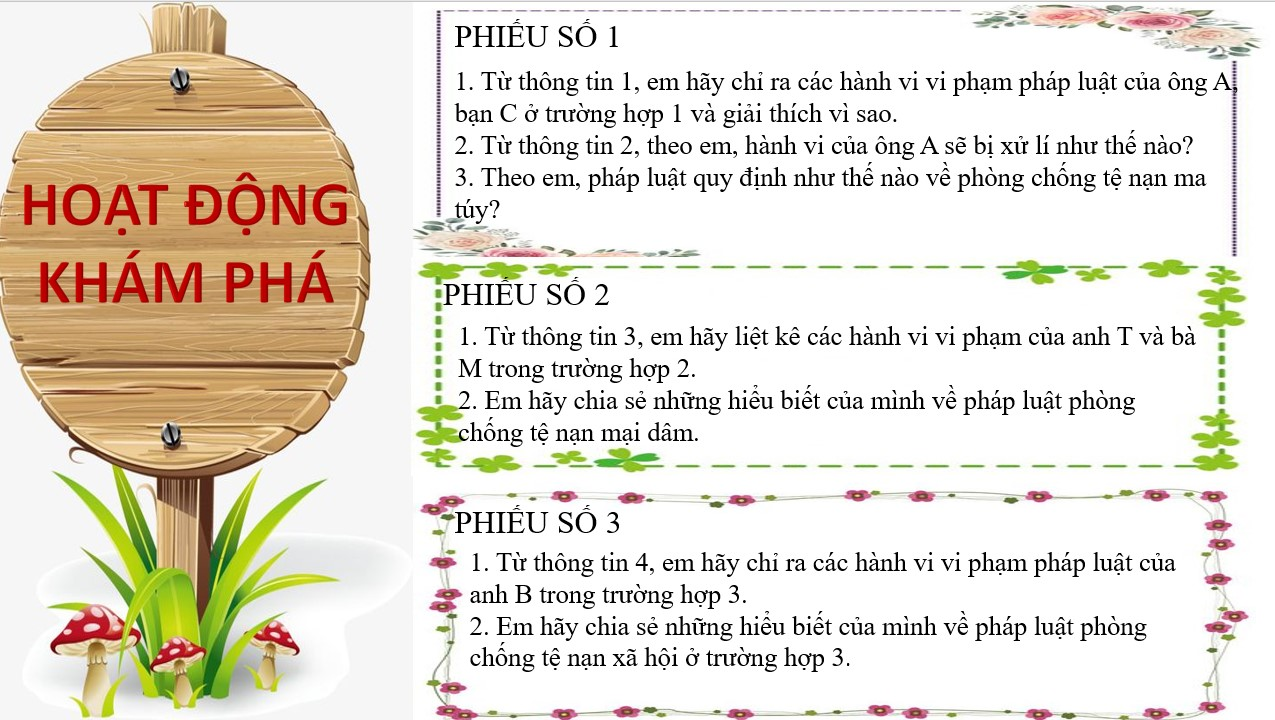 HOẠT ĐỘNG
KHÁM PHÁ
PHIẾU SỐ 1
1. Từ thông tin 1, em hãy chỉ ra các hành vi vi phạm pháp luật của ông A,
bạn C ở trường hợp 1 và giải thích vì sao.
2. Từ thông tin 2, theo em, hành vi của ông A sẽ bị xử lí như thế nào?
3. Theo em, pháp luật quy định như thế nào về phòng chống tệ nạn ma
túy?
PHIẾU SỐ 2
1. Từ thông tin 3, em hãy liệt kê các hành vi vi phạm của anh T và bà
M trong trường hợp 2.
2. Em hãy chia sẻ những hiểu biết của mình về pháp luật phòng
chống tệ nạn mại dâm.
PHIẾU SỐ 3
1. Từ thông tin 4, em hãy chỉ ra các hành vi vi phạm pháp luật của
anh B trong trường hợp 3.
2. Em hãy chia sẻ những hiểu biết của mình về pháp luật phòng
chống tệ nạn xã hội ở trường hợp 3.